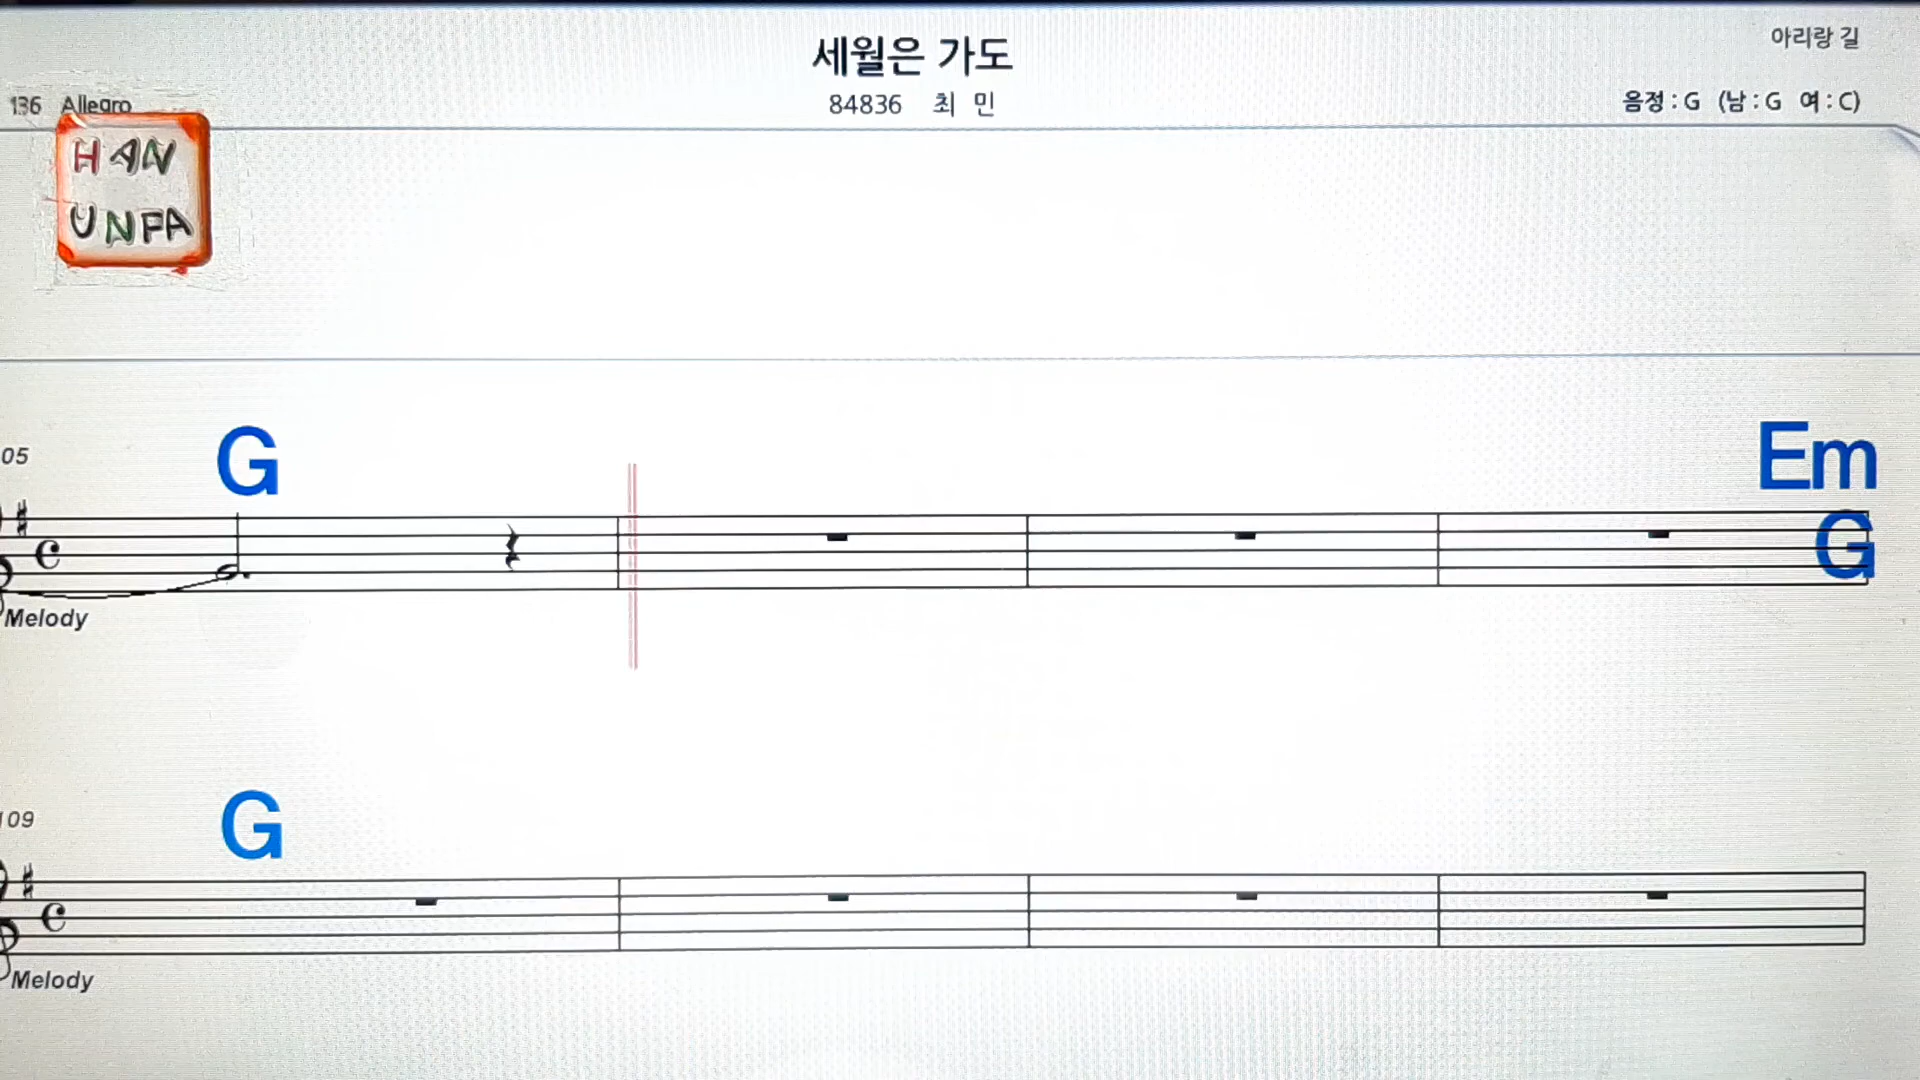 세월은 가도
아리랑 길
136 Allegro
84836 최 민
음정 : G (남 : G 여 : C)
HAN
UNFA
05
G
Em
G
Melody
109
G
Melody